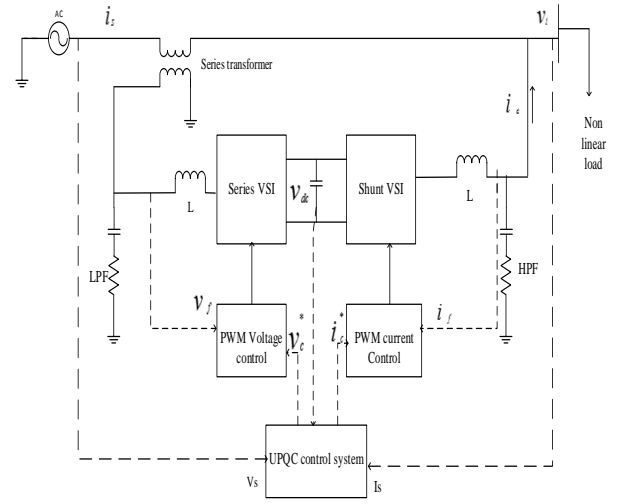 AC
i_s
v_l
Series transformer
i_c
Non
linear
load
Series VSI
v_dc
Shunt VSI
L
L
LPF
HPF
v_f
v_c^*
i_c^*
i_f
PWM Voltage
control
PWM current
Control
UPQC control system
Vs
Is